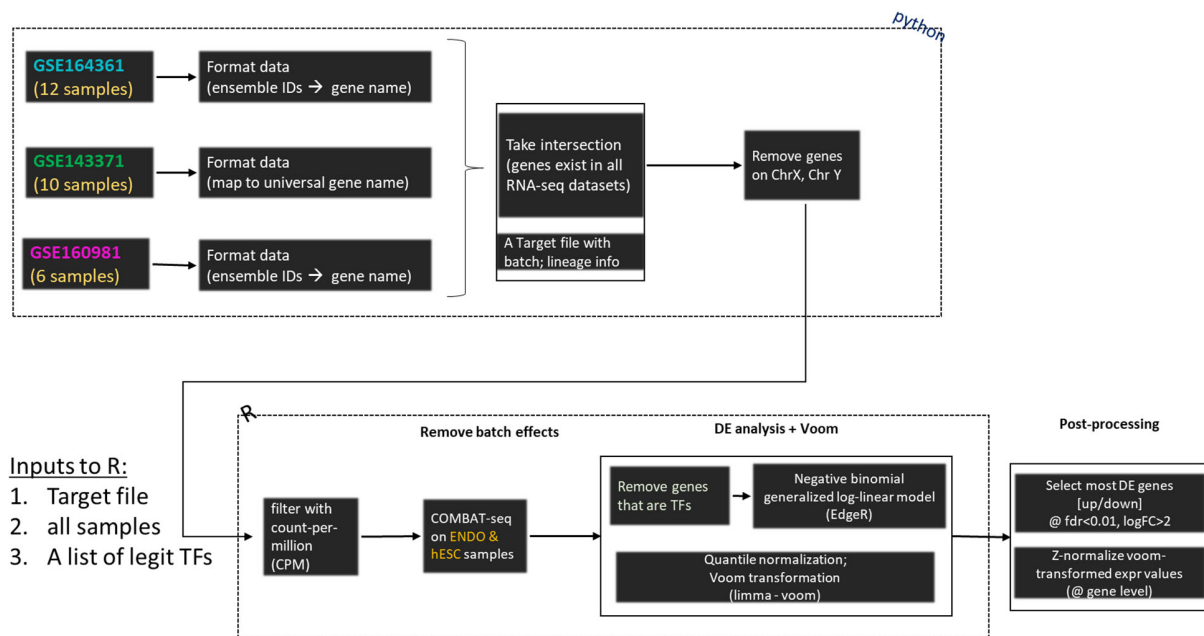 python
GSE164361
(12 samples)
Format data
(ensemble IDs → gene name)
GSE143371
(10 samples)
Format data
(map to universal gene name)
GSE160981
(6 samples)
Format data
(ensemble IDs → gene name)
Take intersection
(genes exist in all
RNA-seq datasets)
A Target file with
batch; lineage info
Remove genes
on ChrX, Chr Y
R
Inputs to R:
1. Target file
2. all samples
3. A list of legit TFs
Remove batch effects
filter with
count-per-
million
(CPM)
COMBAT-seq
on ENDO &
hESC samples
DE analysis + Voom
Remove genes
that are TFs
Negative binomial
generalized log-linear model
(EdgeR)
Quantile normalization;
Voom transformation
(limma - voom)
Post-processing
Select most DE genes
[up/down]
@ fdr<0.01, logFC>2
Z-normalize voom-
transformed expr values
(@ gene level)